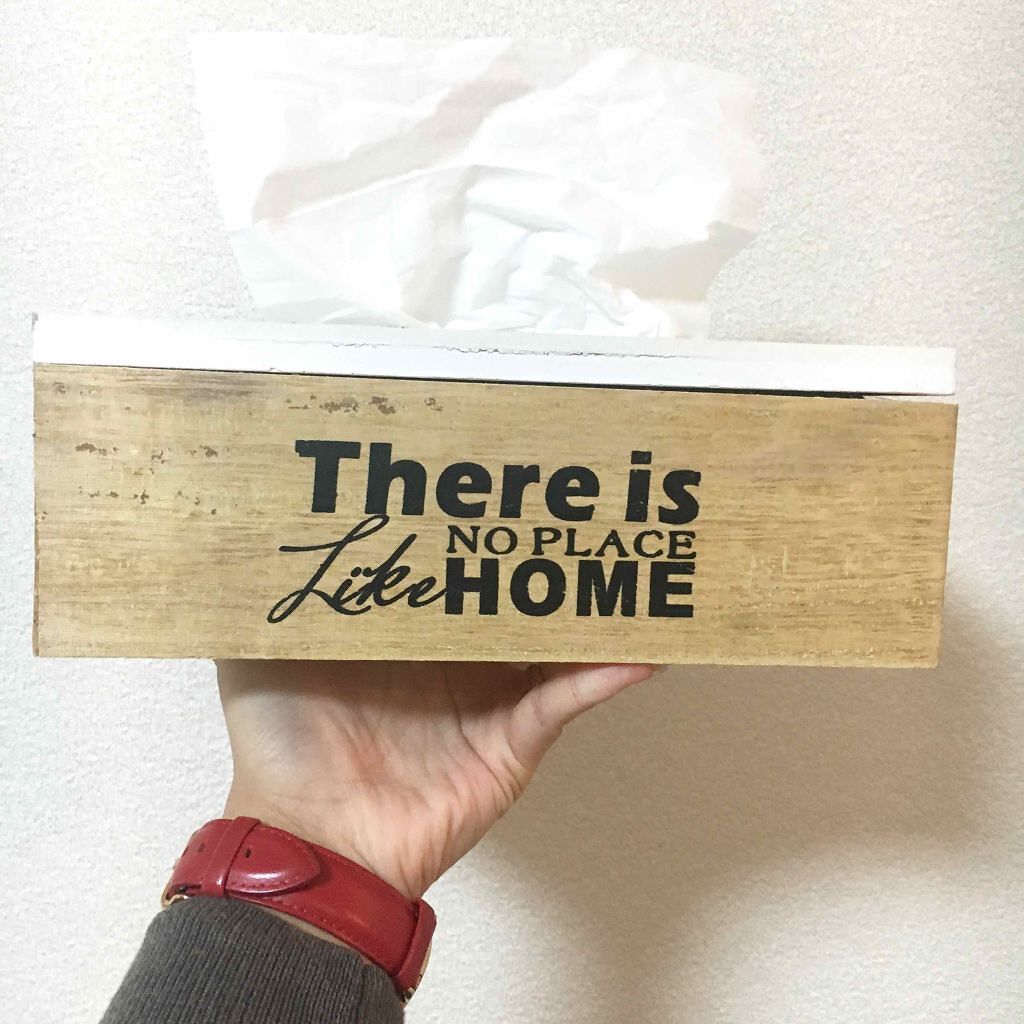 There is
NO PLACE
Like HOME